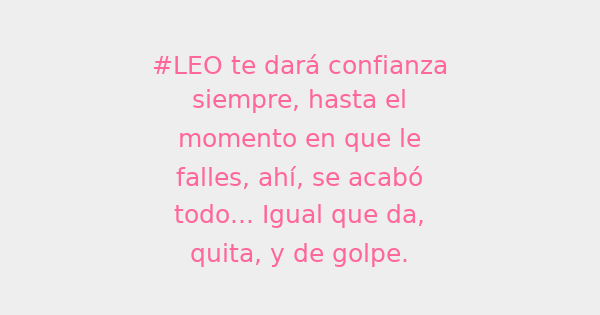 #LEO te dará confianza
siempre, hasta el
momento en que le
falles, ahí, se acabó
todo... Igual que da,
quita, y de golpe.